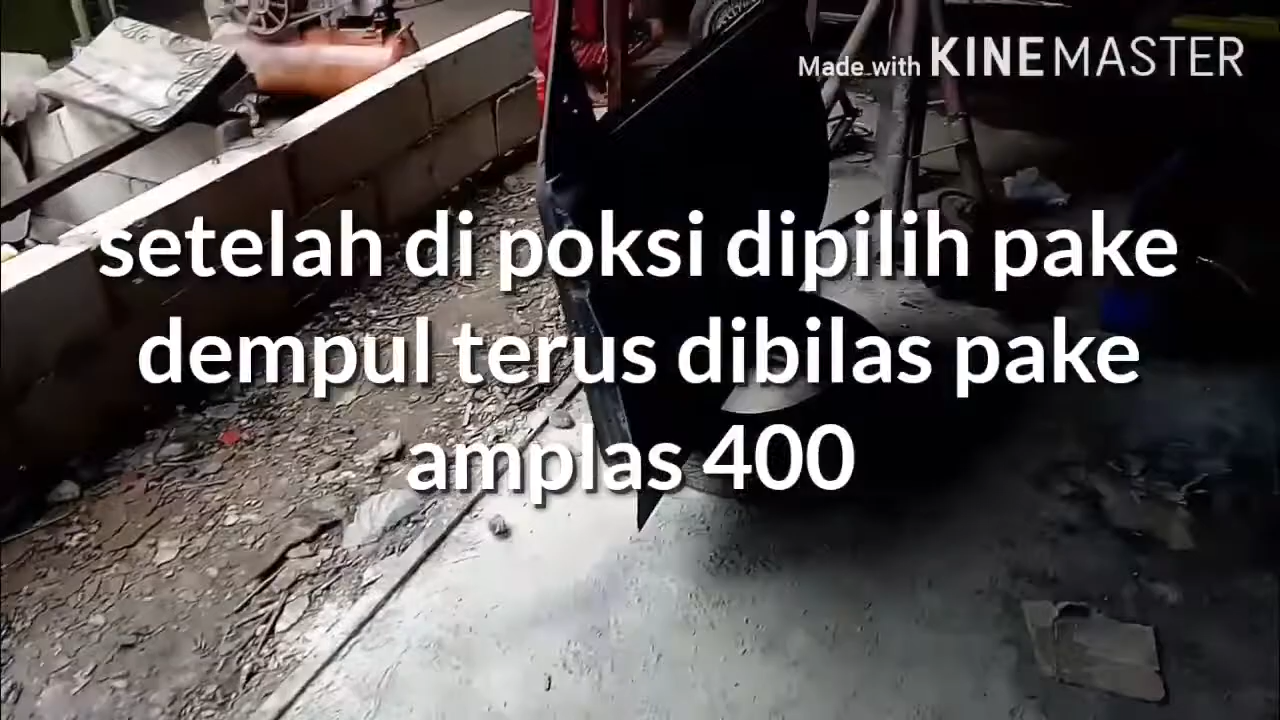 Made with KINEMASTER
setelah di poksi dipilih pake
dempul terus dibilas pake
amplas 400